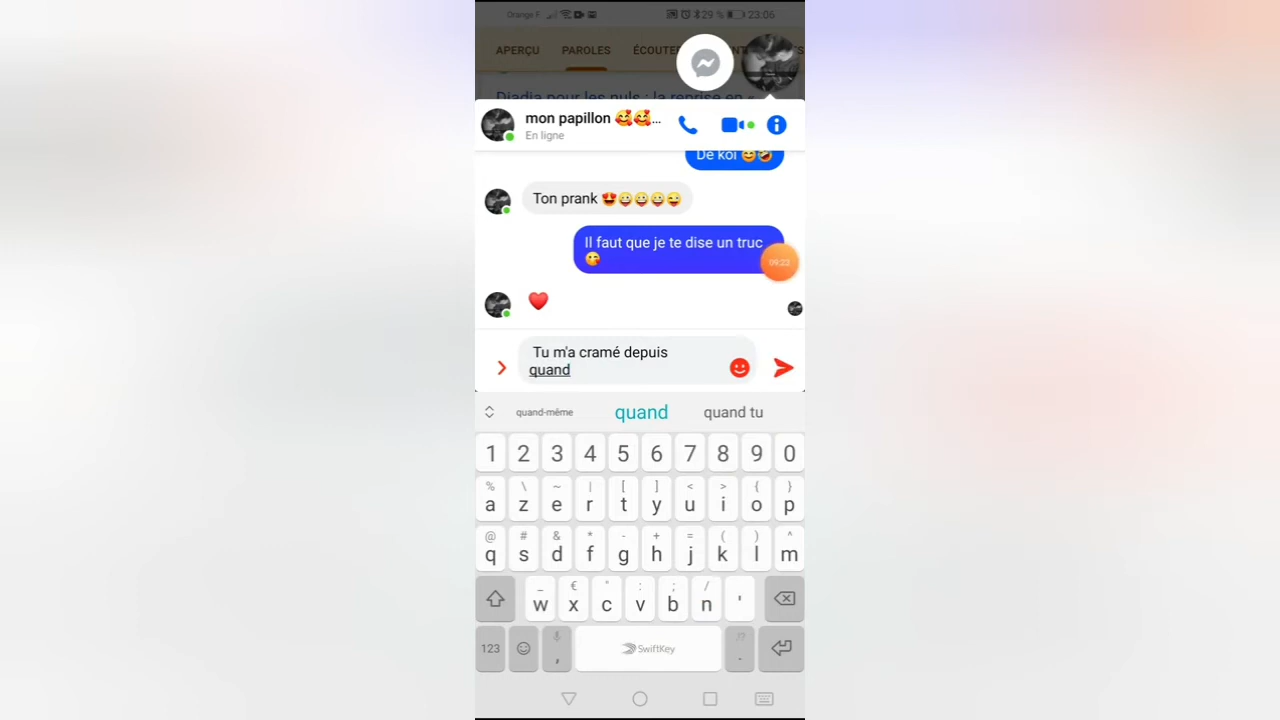 Orange F
29 %
23:06
APERÇU PAROLES ÉCOUTE
Djadja pour les nuls : la reprise en «
mon papillon 🥰🥰...
En ligne
De koi 😊🤣
Ton prank 😍🤪🤪🤪🤪😜
Il faut que je te dise un truc
😋
09:23
❤️
Tu m'a cramé depuis
quand
quand-même quand quand tu
1 2 3 4 5 6 7 8 9 0
% \ ~ | [ ] < > { }
a z e r t y u i o p
@ # & * - + = ( ) ^
q s d f g h j k l m
_ € " : ; /
w x c v b n '
!?
123 , SwiftKey .